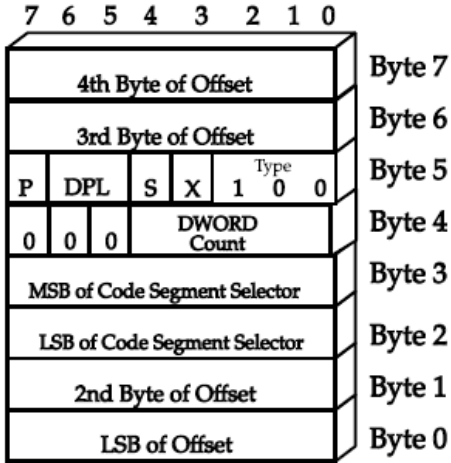 7 6 5 4 3 2 1 0
4th Byte of Offset Byte 7
3rd Byte of Offset Byte 6
Type
P DPL S X 1 0 0 Byte 5
0 0 0 DWORD Count Byte 4
MSB of Code Segment Selector Byte 3
LSB of Code Segment Selector Byte 2
2nd Byte of Offset Byte 1
LSB of Offset Byte 0